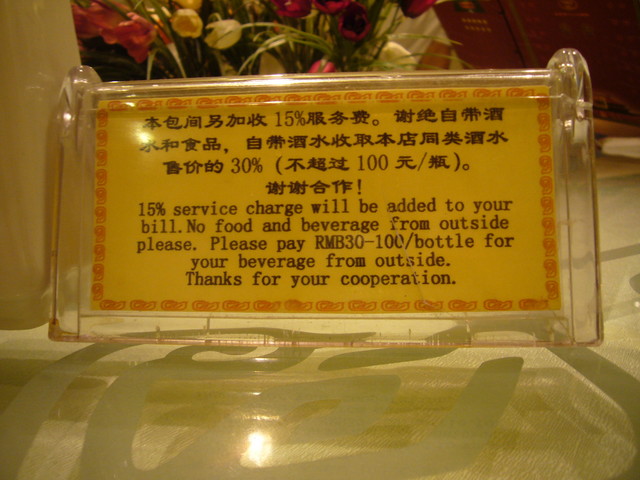 本包间另加收 15%服务费。谢绝自带酒
水和食品，自带酒水收取本店同类酒水
售价的 30%（不超过 100 元/瓶）。
谢谢合作！
15% service charge will be added to your
bill.No food and beverage from outside
please. Please pay RMB30-100/bottle for
your beverage from outside.
Thanks for your cooperation.